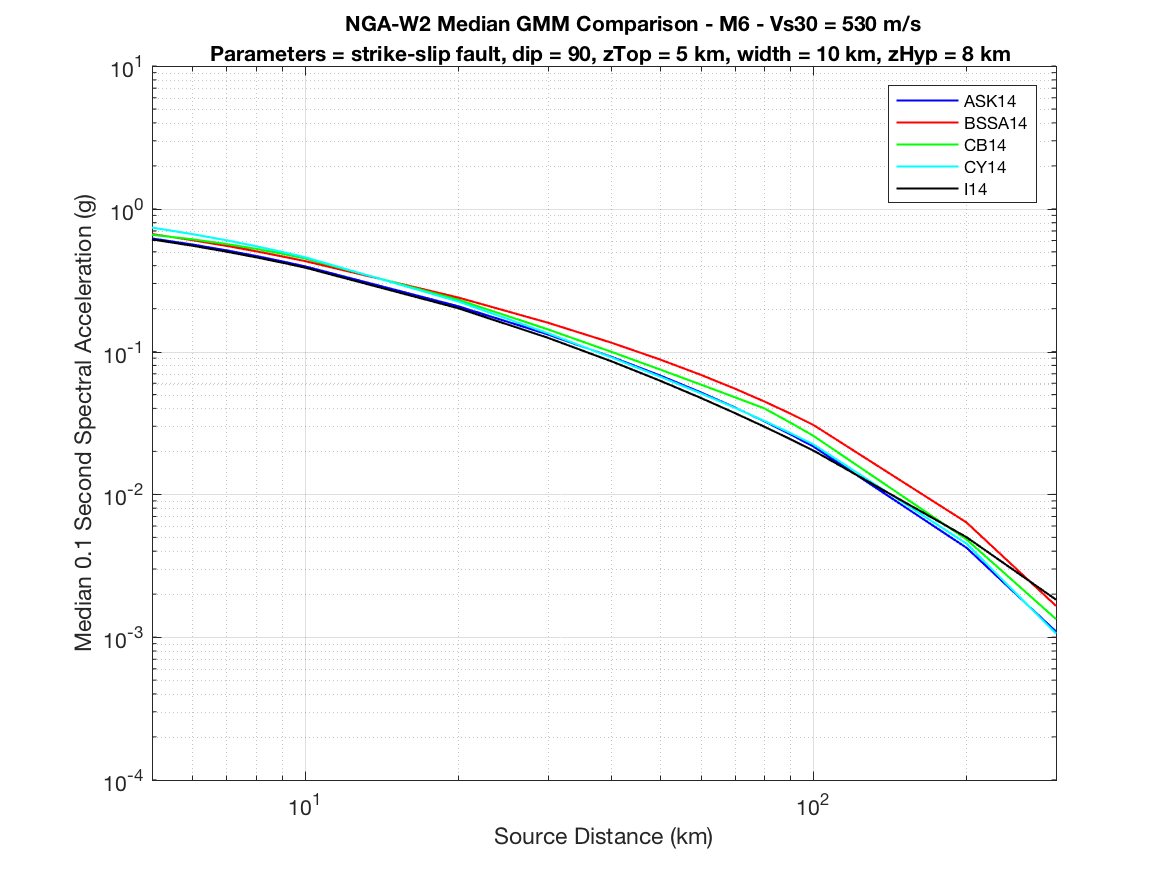 NGA-W2 Median GMM Comparison - M6 - Vs30 = 530 m/s
Parameters = strike-slip fault, dip = 90, zTop = 5 km, width = 10 km, zHyp = 8 km
ASK14
BSSA14
CB14
CY14
I14
Median 0.1 Second Spectral Acceleration (g)
10^1
10^0
10^-1
10^-2
10^-3
10^-4
10^1 10^2
Source Distance (km)